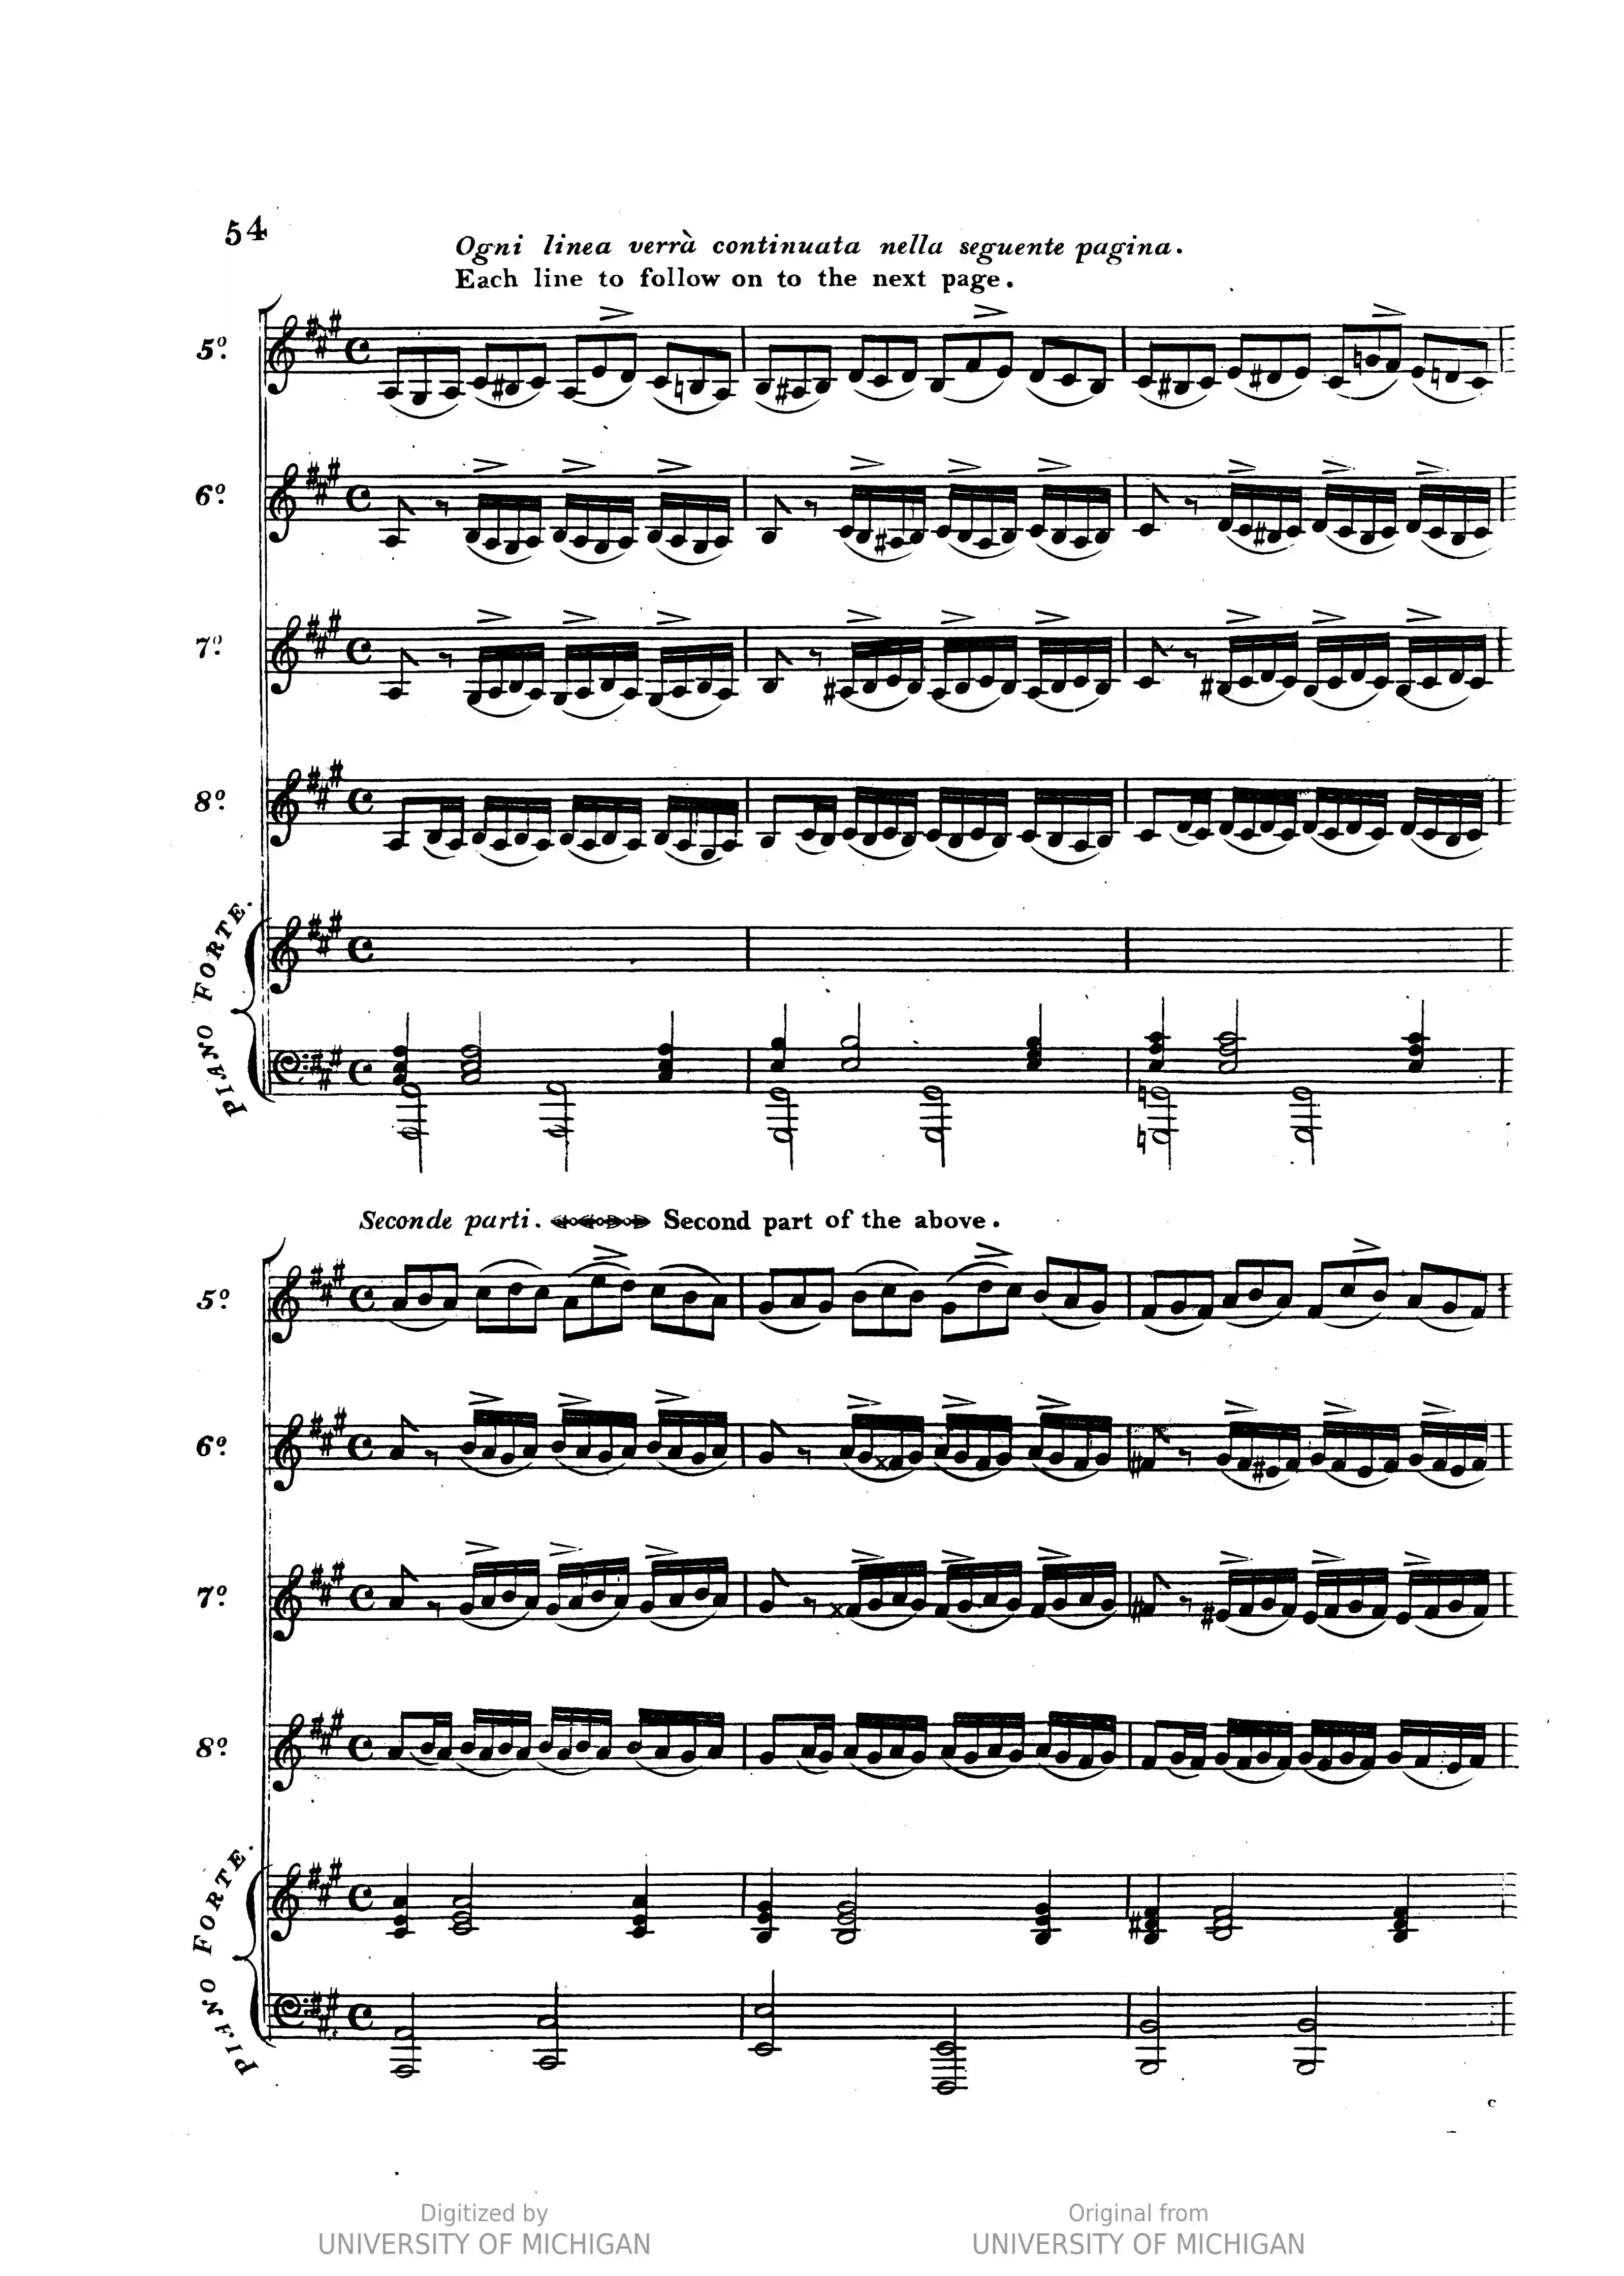 54
Ogni linea verrà continuata nella seguente pagina.
Each line to follow on to the next page.
5º
6º
7º
8º
PIANO FORTE.
Seconde parti. Second part of the above.
5º
6º
7º
8º
PIANO FORTE.
c
Digitized by
UNIVERSITY OF MICHIGAN
Original from
UNIVERSITY OF MICHIGAN